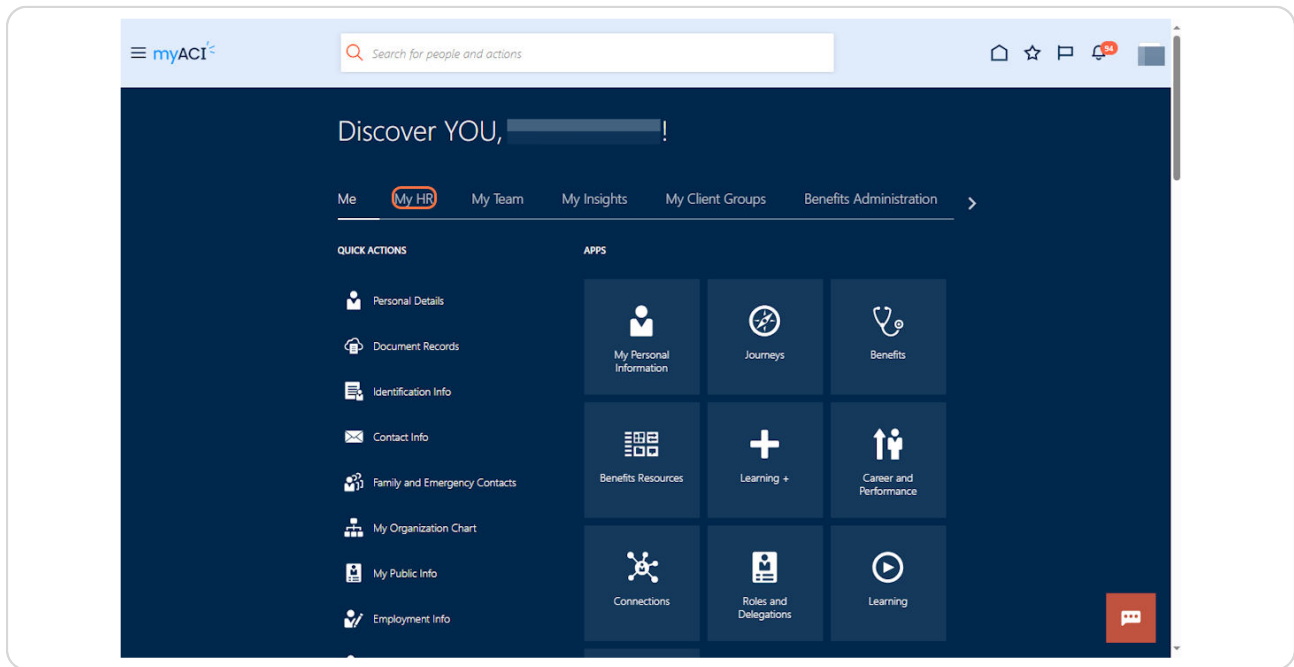 myACI
Search for people and actions
94
Discover YOU, !
Me My HR My Team My Insights My Client Groups Benefits Administration
QUICK ACTIONS
Personal Details
Document Records
Identification Info
Contact Info
Family and Emergency Contacts
My Organization Chart
My Public Info
Employment Info
APPS
My Personal
Information
Journeys
Benefits
Benefits Resources
Learning +
Career and
Performance
Connections
Roles and
Delegations
Learning